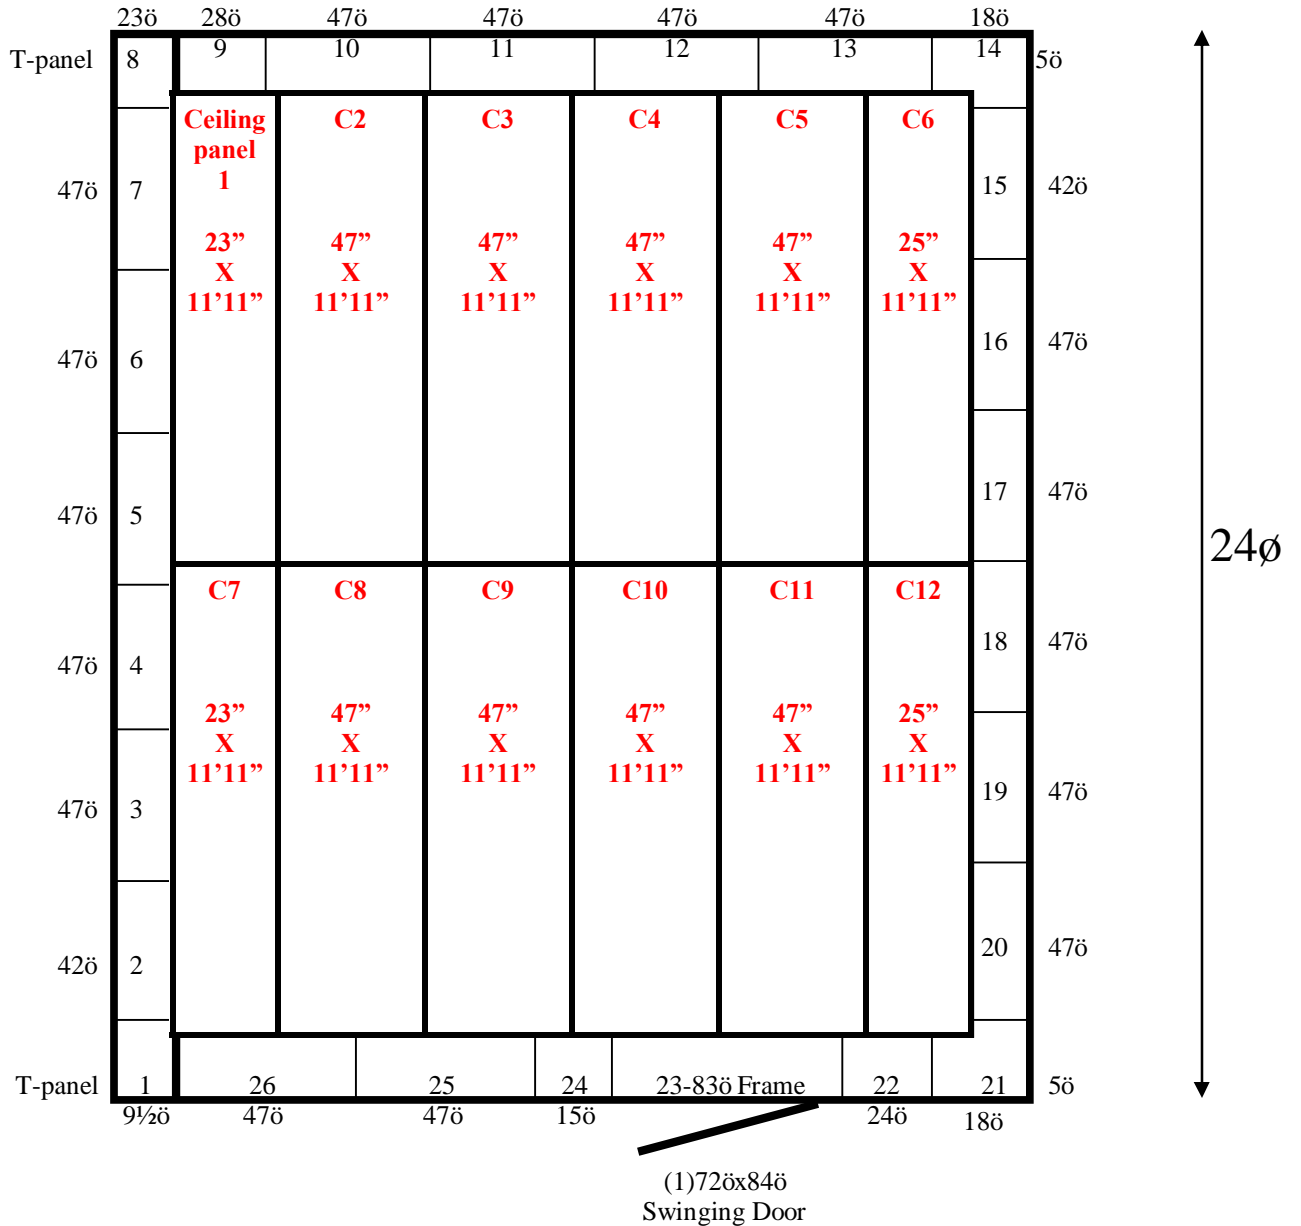 23ö 28ö 47ö 47ö 47ö 47ö 18ö
T-panel 8 9 10 11 12 13 14 5ö
Ceiling panel 1 C2 C3 C4 C5 C6
47ö 7 15 42ö
23” 47” 47” 47” 47” 25”
X X X X X X
11’11” 11’11” 11’11” 11’11” 11’11” 11’11”
47ö 6 16 47ö
47ö 5 17 47ö
24ø
C7 C8 C9 C10 C11 C12
47ö 4 18 47ö
23” 47” 47” 47” 47” 25”
X X X X X X
11’11” 11’11” 11’11” 11’11” 11’11” 11’11”
47ö 3 19 47ö
42ö 2 20 47ö
T-panel 1 26 25 24 23-83ö Frame 22 21 5ö
9½ö 47ö 47ö 15ö 24ö 18ö
(1)72öx84ö
Swinging Door